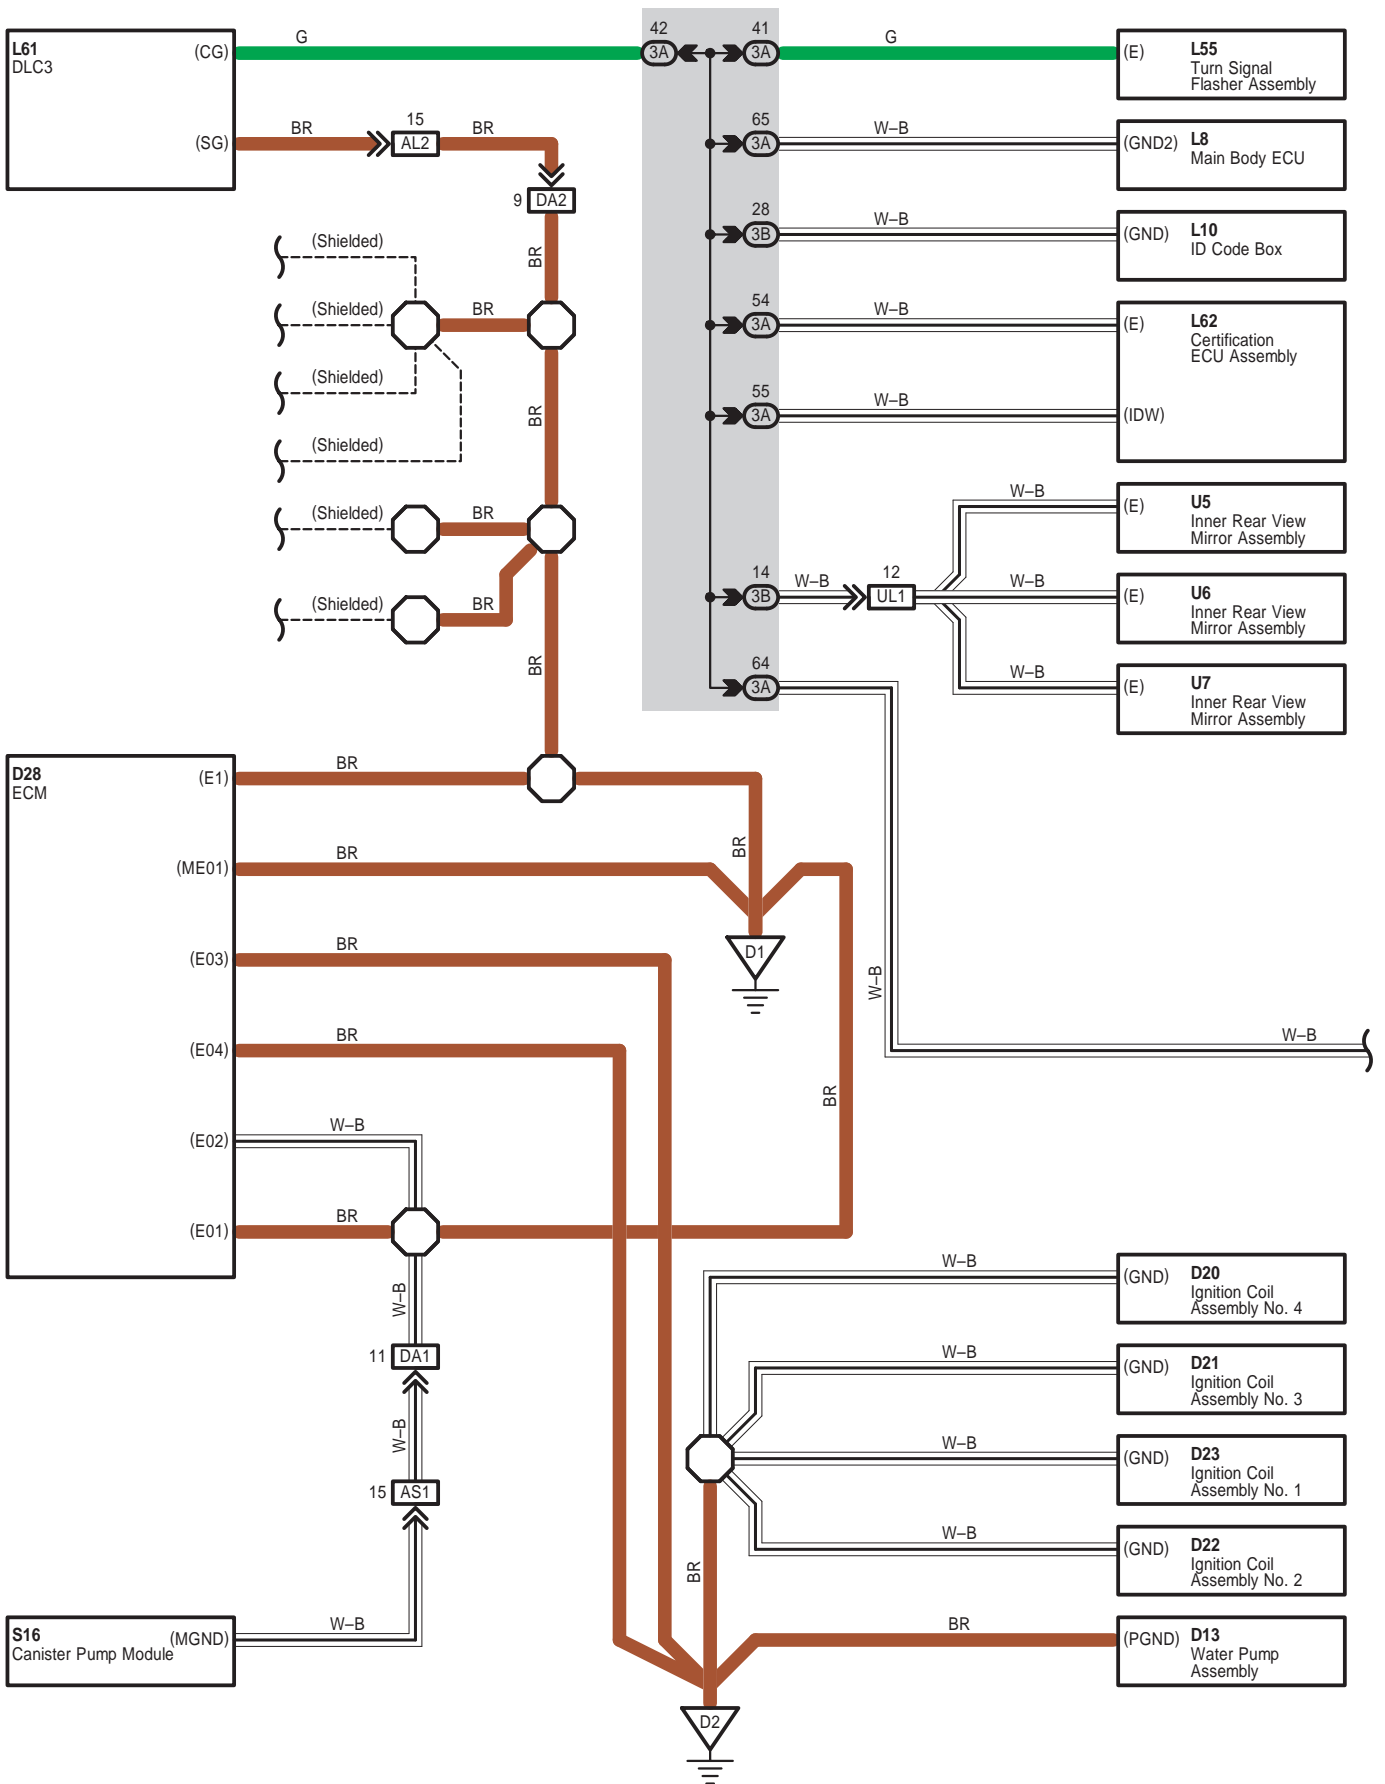 42
41
L61
DLC3
(CG)
G
3A
3A
G
(E)
L55
Turn Signal
Flasher Assembly
(SG)
BR
15
AL2
BR
65
3A
W–B
(GND2)
L8
Main Body ECU
9
DA2
28
3B
W–B
(GND)
L10
ID Code Box
(Shielded)
BR
(Shielded)
BR
54
3A
W–B
(E)
L62
Certification
ECU Assembly
(Shielded)
BR
55
3A
W–B
(IDW)
(Shielded)
(Shielded)
BR
W–B
(E)
U5
Inner Rear View
Mirror Assembly
(Shielded)
BR
14
3B
W–B
12
UL1
W–B
(E)
U6
Inner Rear View
Mirror Assembly
BR
64
3A
W–B
(E)
U7
Inner Rear View
Mirror Assembly
D28
ECM
(E1)
BR
BR
(ME01)
BR
D1
(E03)
BR
W–B
(E04)
BR
W–B
BR
(E02)
W–B
(E01)
BR
W–B
(GND)
D20
Ignition Coil
Assembly No. 4
W–B
11
DA1
W–B
(GND)
D21
Ignition Coil
Assembly No. 3
W–B
W–B
(GND)
D23
Ignition Coil
Assembly No. 1
15
AS1
W–B
(GND)
D22
Ignition Coil
Assembly No. 2
BR
S16
Canister Pump Module
(MGND)
W–B
BR
(PGND)
D13
Water Pump
Assembly
D2